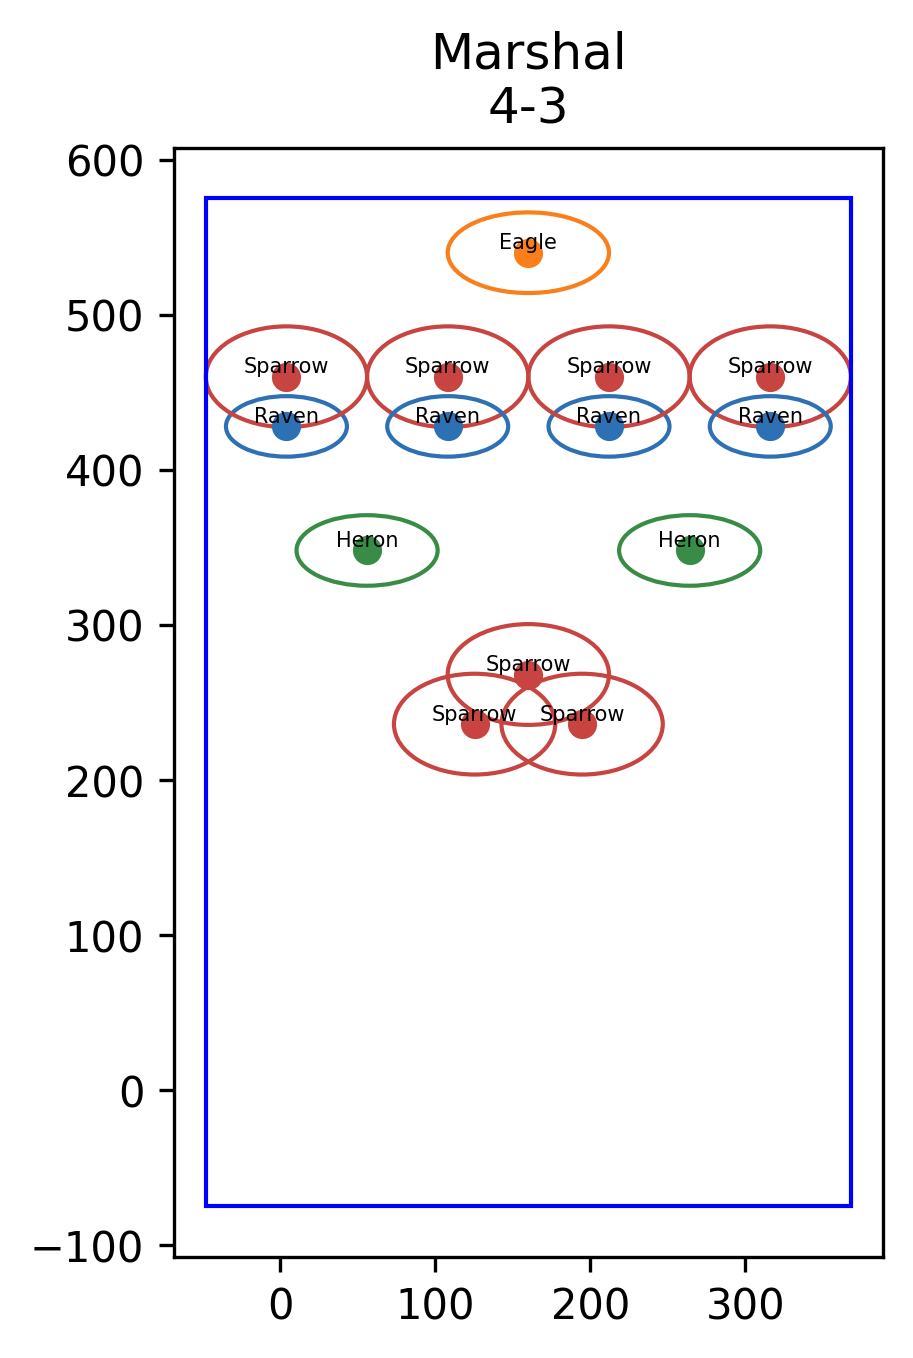 Marshal
4-3
600
Eagle
500
Sparrow Sparrow Sparrow Sparrow
Raven Raven Raven Raven
400
Heron Heron
300
Sparrow
Sparrow Sparrow
200
100
0
−100
0 100 200 300